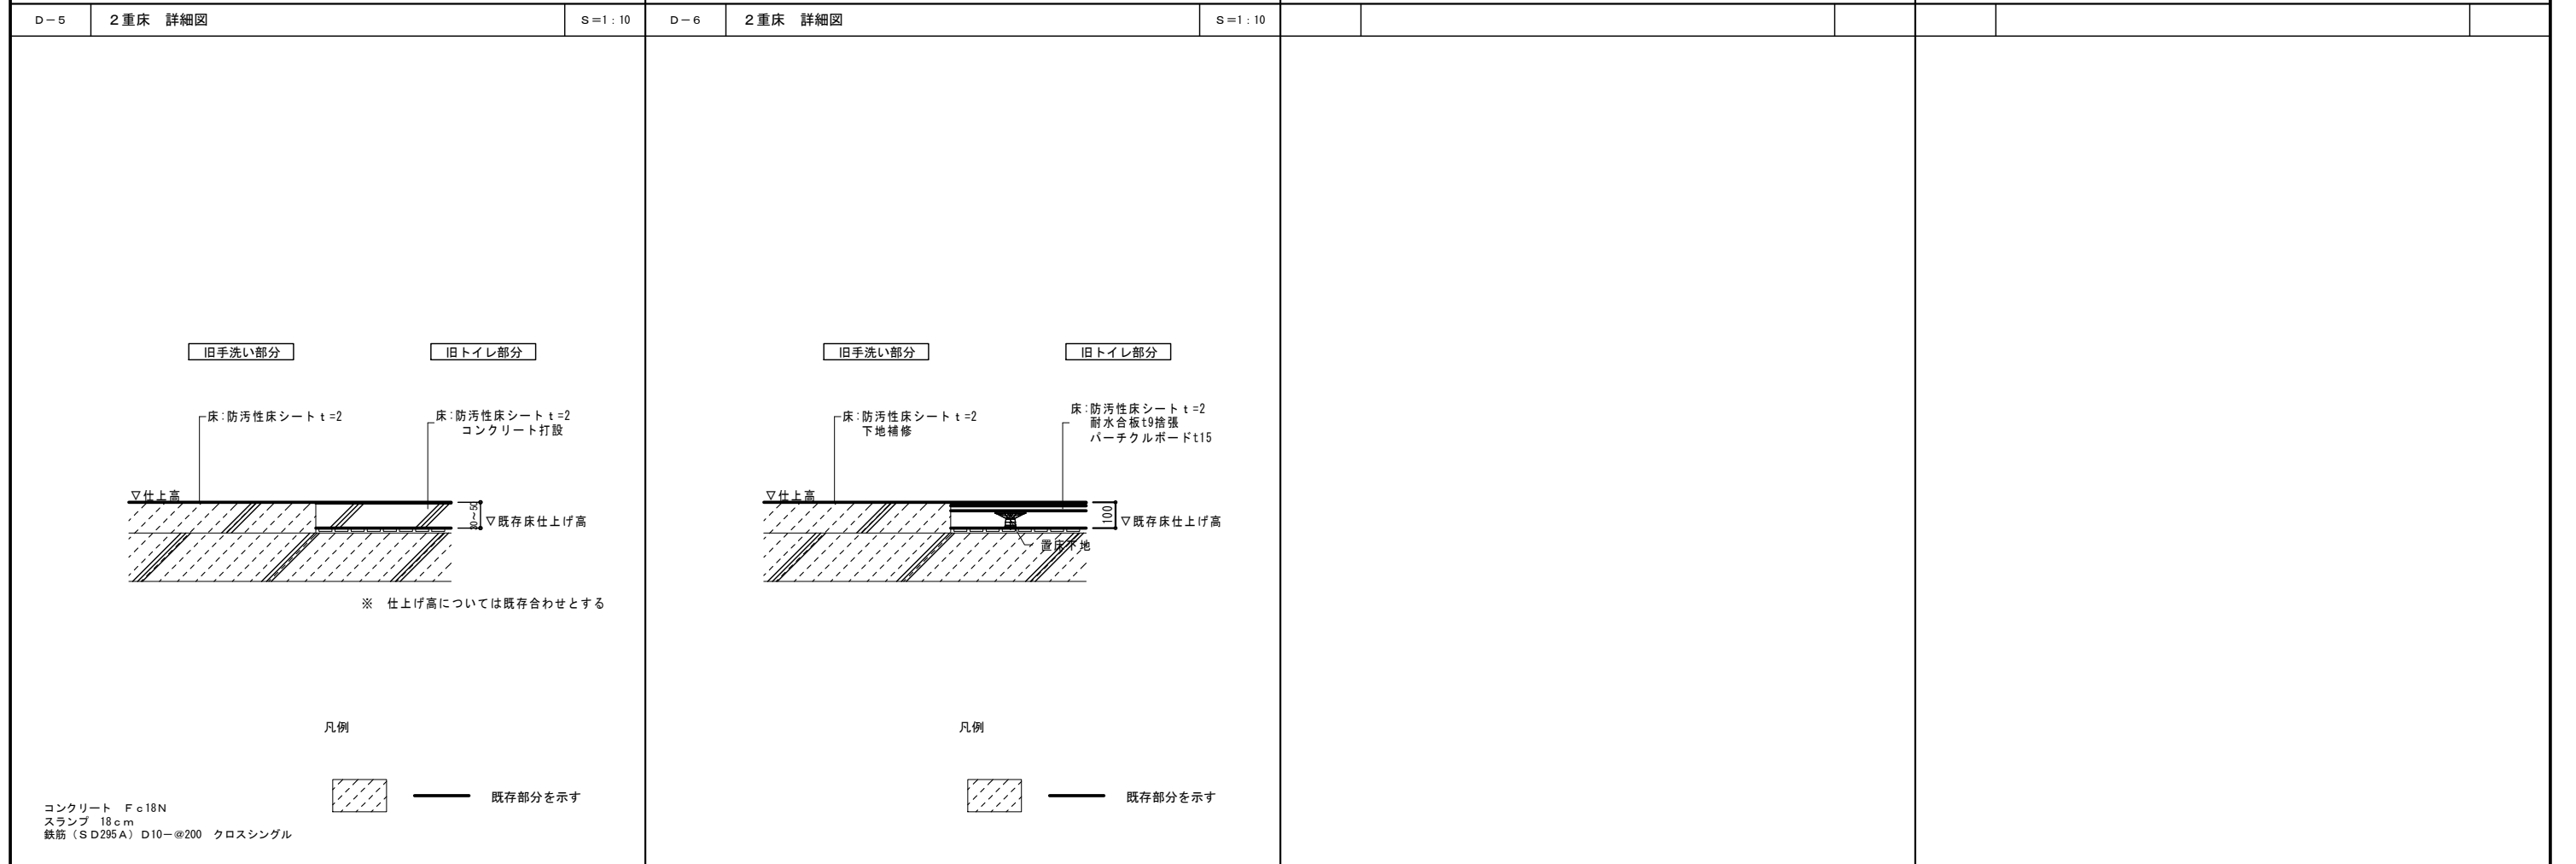 D-5 2重床 詳細図 S=1:10
旧手洗い部分 旧トイレ部分
床:防汚性床シートt=2
床:防汚性床シートt=2
コンクリート打設
▽仕上高
30~50
▽既存床仕上げ高
※ 仕上げ高については既存合わせとする
凡例
既存部分を示す
コンクリート Fc18N
スランプ 18cm
鉄筋(SD295A)D10-@200 クロスシングル
D-6 2重床 詳細図 S=1:10
旧手洗い部分 旧トイレ部分
床:防汚性床シートt=2
下地補修
床:防汚性床シートt=2
耐水合板t9捨張
パーチクルボードt15
▽仕上高
100
▽既存床仕上げ高
置床下地
凡例
既存部分を示す